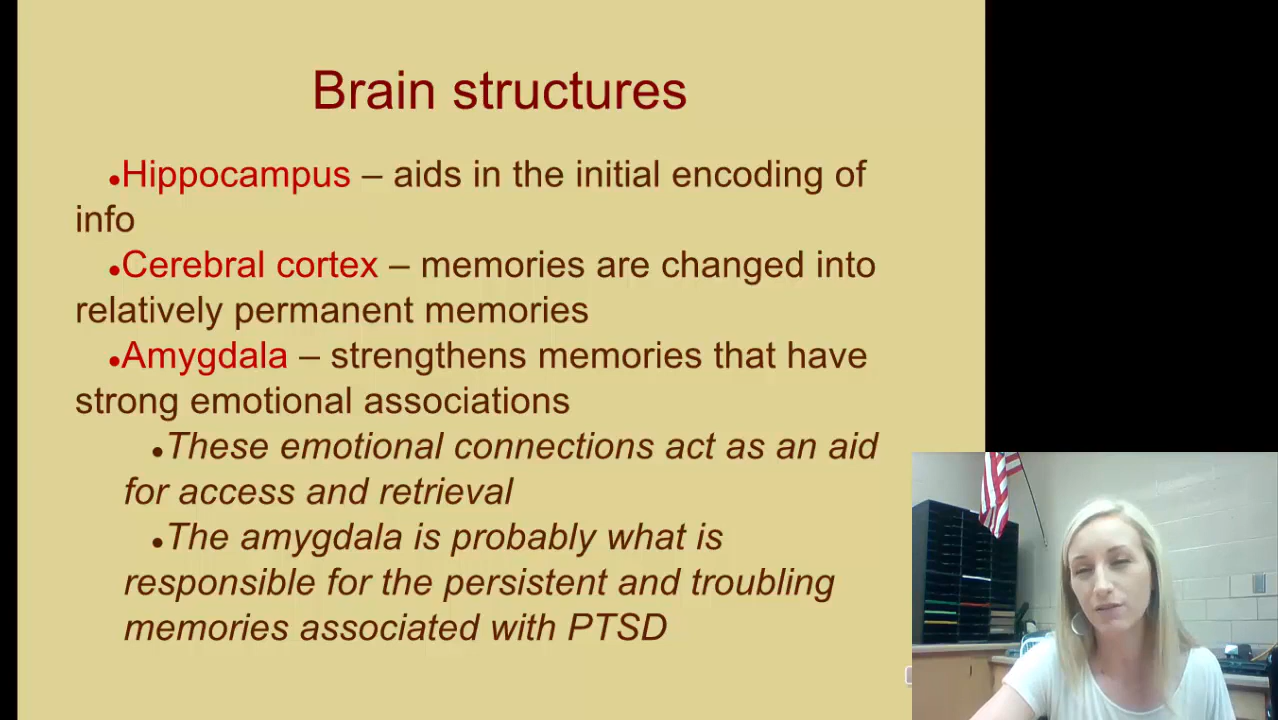 Brain structures
●Hippocampus – aids in the initial encoding of
info
●Cerebral cortex – memories are changed into
relatively permanent memories
●Amygdala – strengthens memories that have
strong emotional associations
●These emotional connections act as an aid
for access and retrieval
●The amygdala is probably what is
responsible for the persistent and troubling
memories associated with PTSD